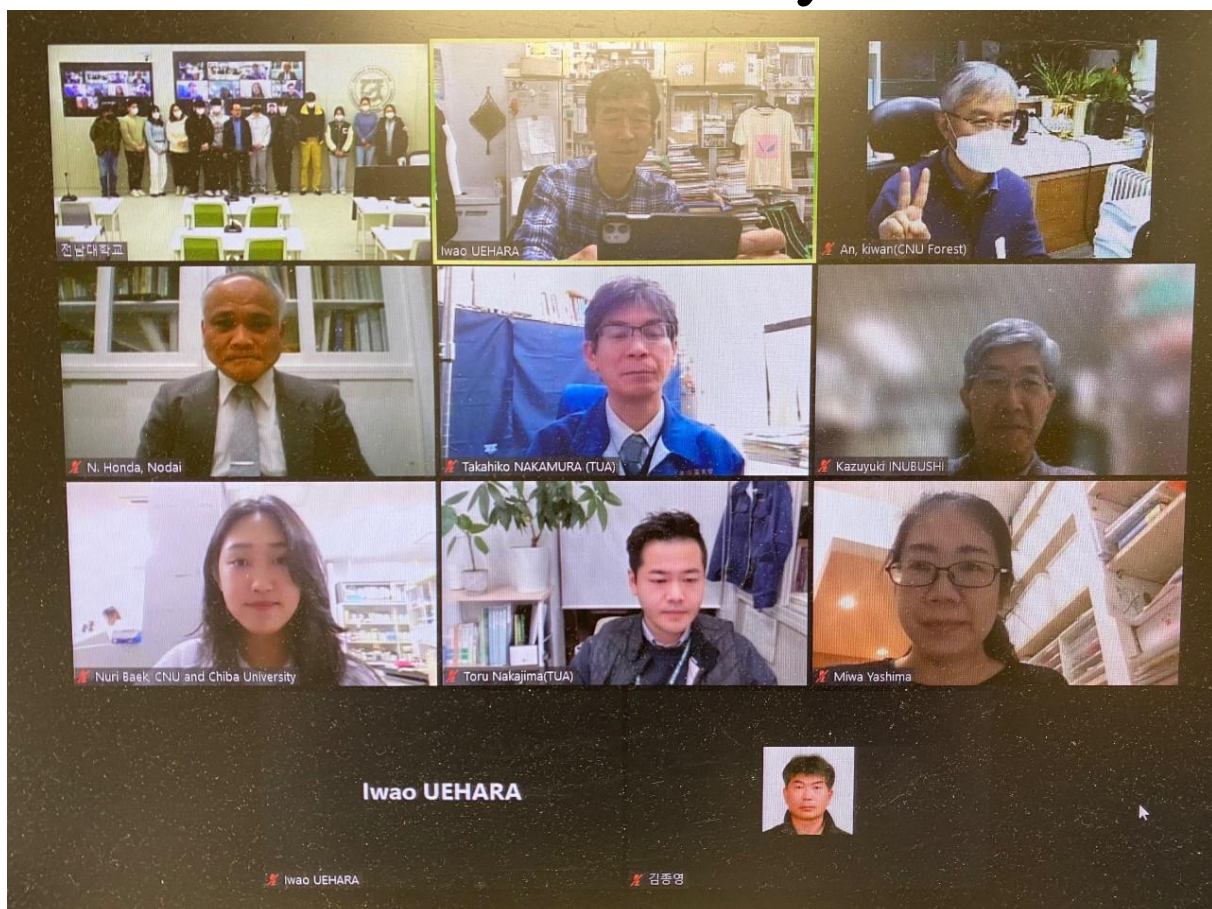 전남대학교
Iwao UEHARA
An, kiwan(CNU Forest)
N. Honda, Nodai
Takahiko NAKAMURA (TUA)
Kazuyuki INUBUSHI
Nuri Baek, CNU and Chiba University
Toru Nakajima(TUA)
Miwa Yashima
Iwao UEHARA
Iwao UEHARA
김종영